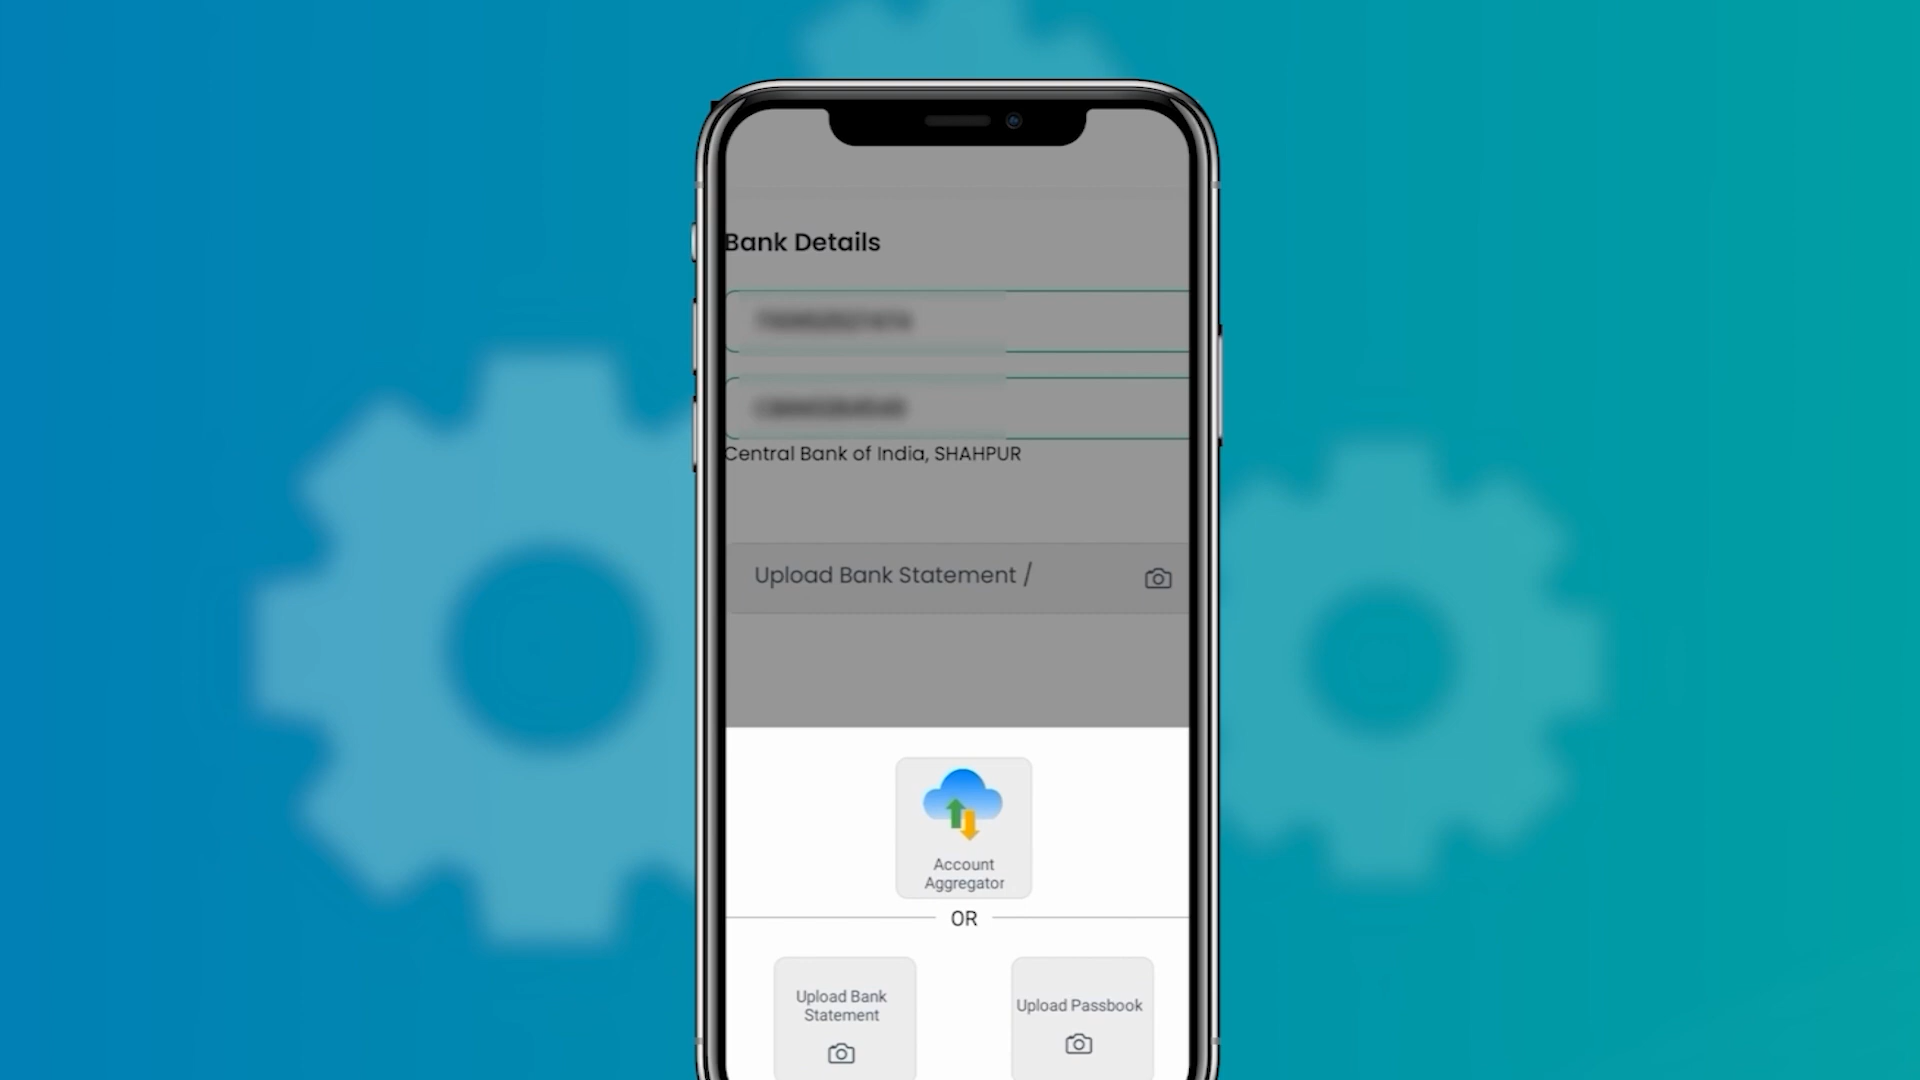 Bank Details
Central Bank of India, SHAHPUR
Upload Bank Statement /
Account
Aggregator
OR
Upload Bank
Statement
Upload Passbook